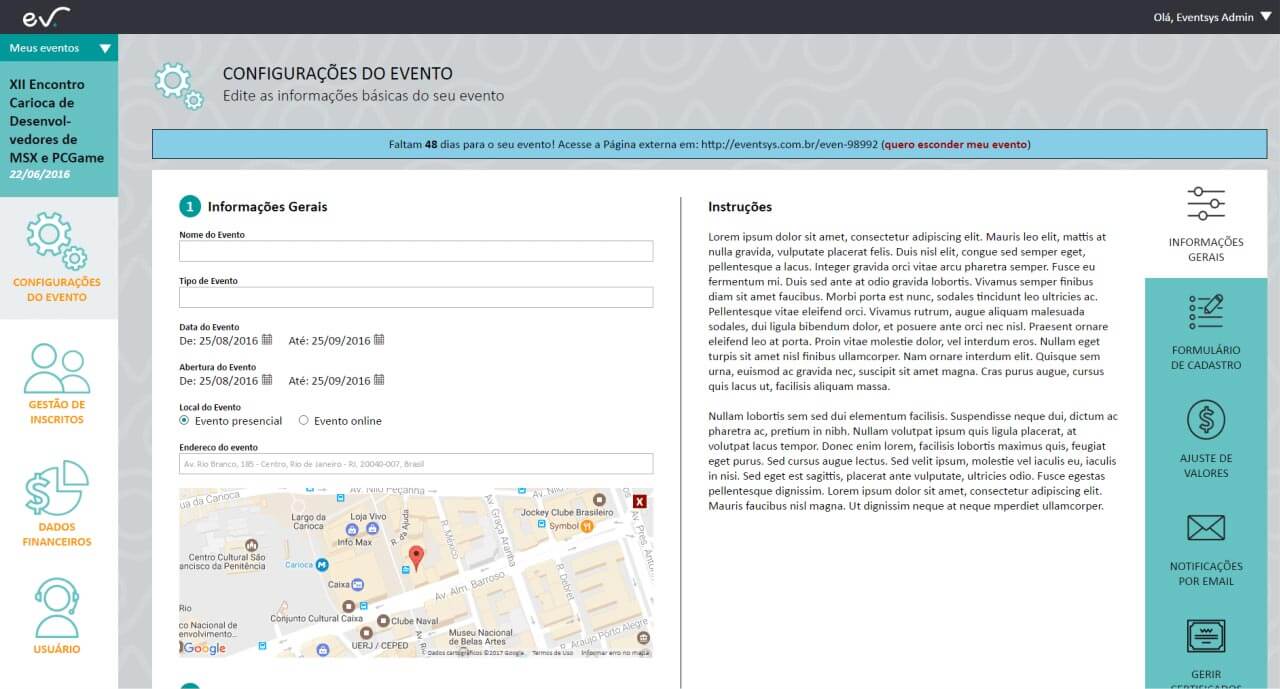 ev.
Olá, Eventsys Admin
Meus eventos
XII Encontro
Carioca de
Desenvol-
vedores de
MSX e PCGame
22/06/2016
CONFIGURAÇÕES
DO EVENTO
GESTÃO DE
INSCRITOS
DADOS
FINANCEIROS
USUÁRIO
CONFIGURAÇÕES DO EVENTO
Edite as informações básicas do seu evento
Faltam 48 dias para o seu evento! Acesse a Página externa em: http://eventsys.com.br/even-98992 (quero esconder meu evento)
1 Informações Gerais
Nome do Evento
Tipo de Evento
Data do Evento
De: 25/08/2016 Até: 25/09/2016
Abertura do Evento
De: 25/08/2016 Até: 25/09/2016
Local do Evento
Evento presencial Evento online
Endereco do evento
Av. Rio Branco, 185 - Centro, Rio de Janeiro - RJ, 20040-007, Brasil
da Carioca
Av. Nilo Peçanha
Av. Nilo
X
Largo da
Carioca
Loja Vivo
Info Max
R. da Ajuda
R. México
Av. Graça Aranha
Jockey Clube Brasileiro
Symbol
Av. Pres. Antôn
Centro Cultural São
ancisco da Penitência
Carioca
Caixa
Av. Alm. Barroso
R. Debret
Rio
Conjunto Cultural Caixa
Clube Naval
co Nacional de
envolvimento...
UERJ / CEPED
Av. Rio
Museu Nacional
de Belas Artes
R. Araújo Porto Alegre
Google
Dados cartográficos ©2017 Google Termos de Uso Informar erro no mapa
Instruções
Lorem ipsum dolor sit amet, consectetur adipiscing elit. Mauris leo elit, mattis at
nulla gravida, vulputate placerat felis. Duis nisl elit, congue sed semper eget,
pellentesque a lacus. Integer gravida orci vitae arcu pharetra semper. Fusce eu
fermentum mi. Duis sed ante at odio gravida lobortis. Vivamus semper finibus
diam sit amet faucibus. Morbi porta est nunc, sodales tincidunt leo ultricies ac.
Pellentesque vitae eleifend orci. Vivamus rutrum, augue aliquam malesuada
sodales, dui ligula bibendum dolor, et posuere ante orci nec nisl. Praesent ornare
eleifend leo at porta. Proin vitae molestie dolor, vel interdum eros. Nullam eget
turpis sit amet nisl finibus ullamcorper. Nam ornare interdum elit. Quisque sem
urna, euismod ac gravida nec, suscipit sit amet magna. Cras purus augue, cursus
quis lacus ut, facilisis aliquam massa.
Nullam lobortis sem sed dui elementum facilisis. Suspendisse neque dui, dictum ac
pharetra ac, pretium in nibh. Nullam volutpat ipsum quis ligula placerat, at
volutpat lacus tempor. Donec enim lorem, facilisis lobortis maximus quis, feugiat
eget purus. Sed cursus augue lectus. Sed velit ipsum, molestie vel iaculis eu, iaculis
in nisi. Sed eget est sagittis, placerat ante vulputate, ultricies odio. Fusce egestas
pellentesque dignissim. Lorem ipsum dolor sit amet, consectetur adipiscing elit.
Mauris faucibus nisl magna. Ut dignissim neque at neque mperdiet ullamcorper.
INFORMAÇÕES
GERAIS
FORMULÁRIO
DE CADASTRO
AJUSTE DE
VALORES
NOTIFICAÇÕES
POR EMAIL
GERIR
CERTIFICADOS